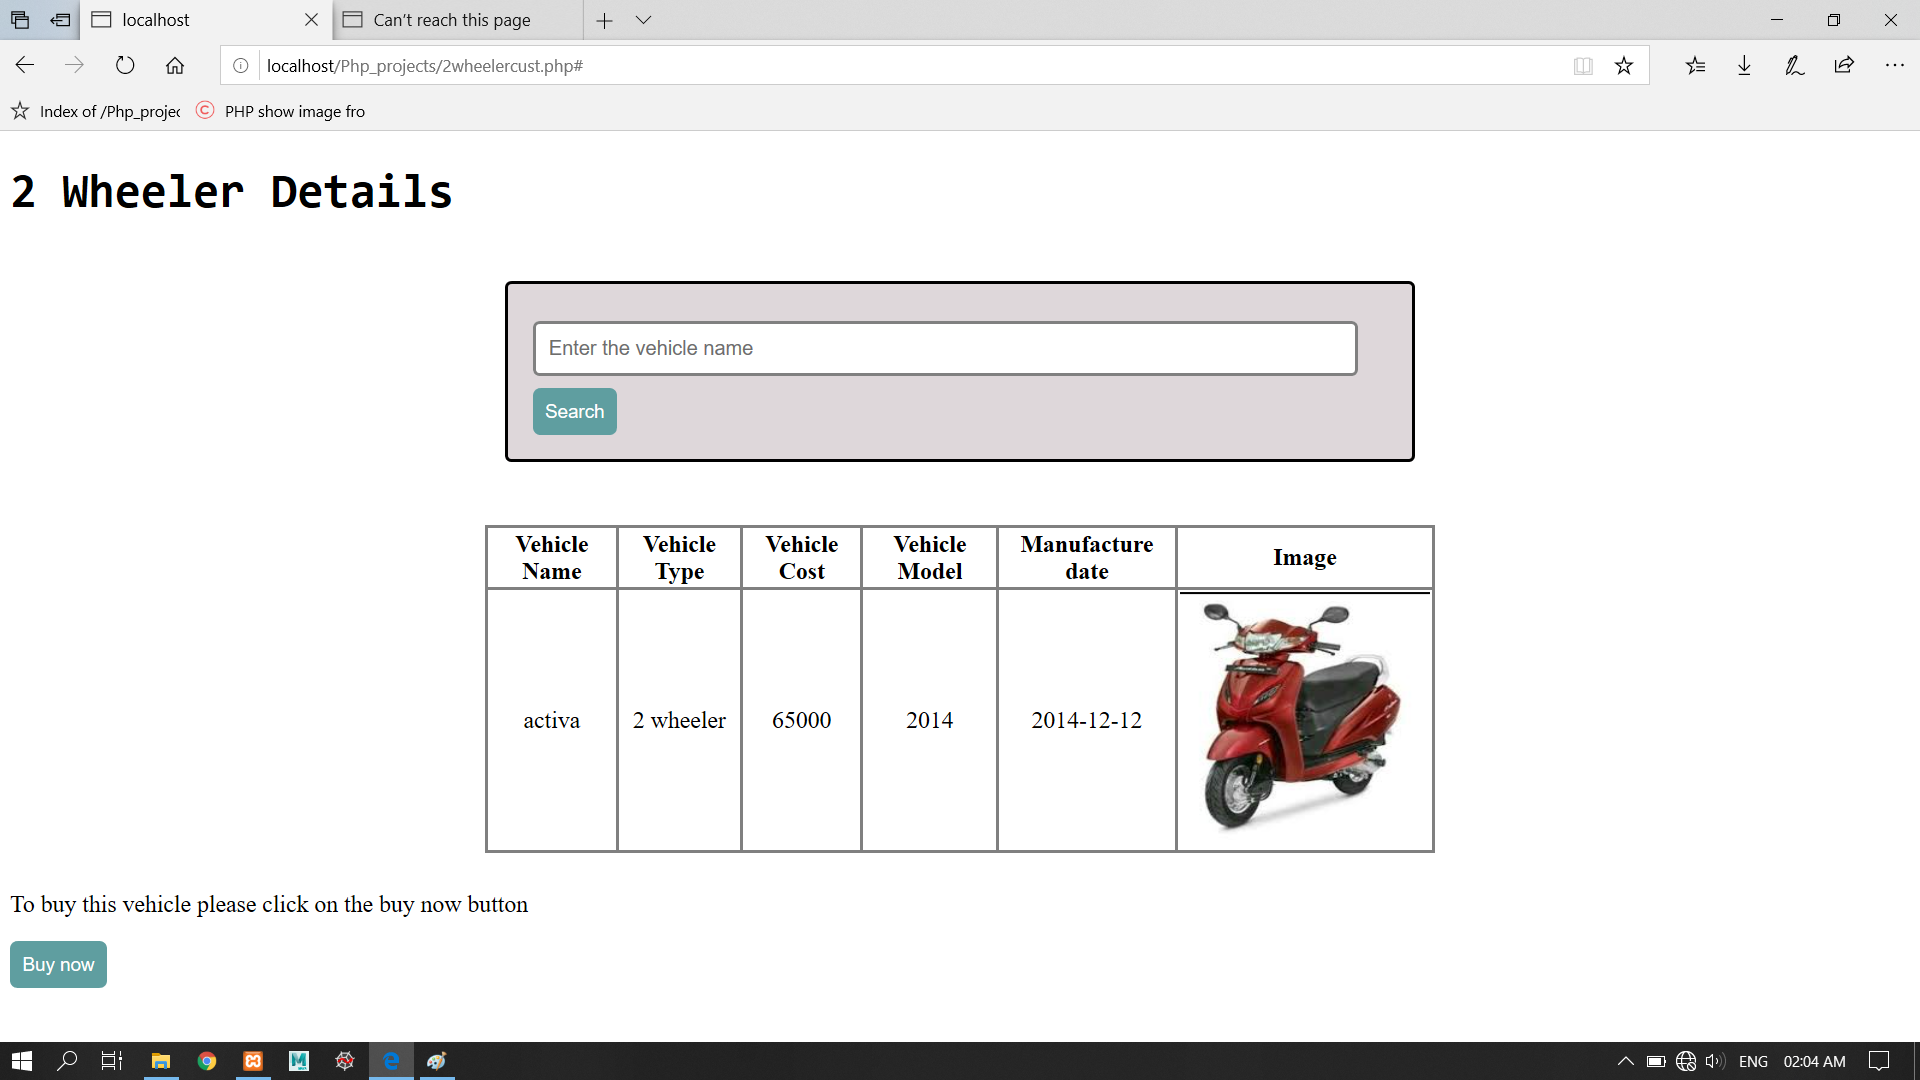 localhost
Can't reach this page
localhost/Php_projects/2wheelercust.php#
Index of /Php_projec
PHP show image fro
2 Wheeler Details
Enter the vehicle name
Search
Vehicle Name Vehicle Type Vehicle Cost Vehicle Model Manufacture date Image
activa 2 wheeler 65000 2014 2014-12-12
To buy this vehicle please click on the buy now button
Buy now
ENG 02:04 AM